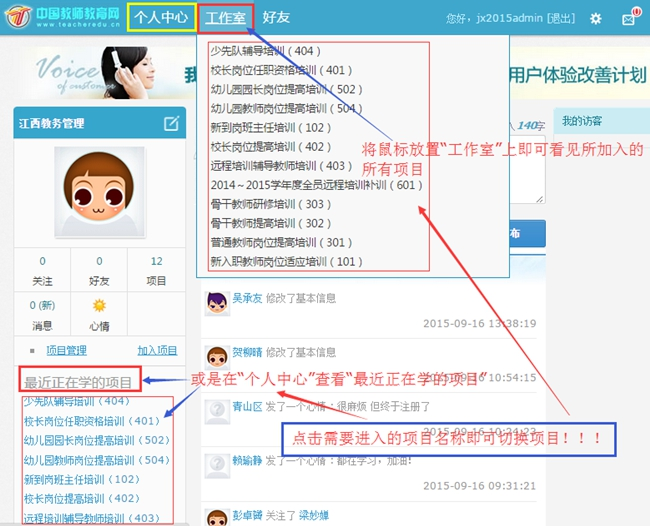 中国教师教育网
www.teacheredu.cn
个人中心 工作室 好友
您好，jx2015admin [退出]
Voice
of customer
我
用户体验改善计划
少先队辅导培训（404）
校长岗位任职资格培训（401）
幼儿园园长岗位提高培训（502）
幼儿园教师岗位提高培训（504）
新到岗班主任培训（102）
校长岗位提高培训（402）
远程培训辅导教师培训（403）
2014～2015学年度全员远程培训补训（601）
骨干教师研修培训（303）
骨干教师提高培训（302）
普通教师岗位提高培训（301）
新入职教师岗位适应培训（101）
江西教务管理
入 140字
我的访客
将鼠标放置“工作室”上即可看见所加入的
所有项目
布
0 0 12
关注 好友 项目
0 (新)
消息 心情
项目管理 加入项目
吴承友 修改了基本信息
2015-09-16 13:38:19
贺柳晴 修改了基本信息
2015-09-16 10:54:15
最近正在学的项目
或是在“个人中心”查看“最近正在学的项目”
少先队辅导培训（404）
校长岗位任职资格培训（401）
幼儿园园长岗位提高培训（502）
幼儿园教师岗位提高培训（504）
新到岗班主任培训（102）
校长岗位提高培训（402）
远程培训辅导教师培训（403）
青山区 发了一个心情：很麻烦 但终于注册了
点击需要进入的项目名称即可切换项目！！！
赖瑜静 发了一个心情：都在学习，加油!
2015-09-16 09:21:23
彭卓赟 关注了 梁妙婵